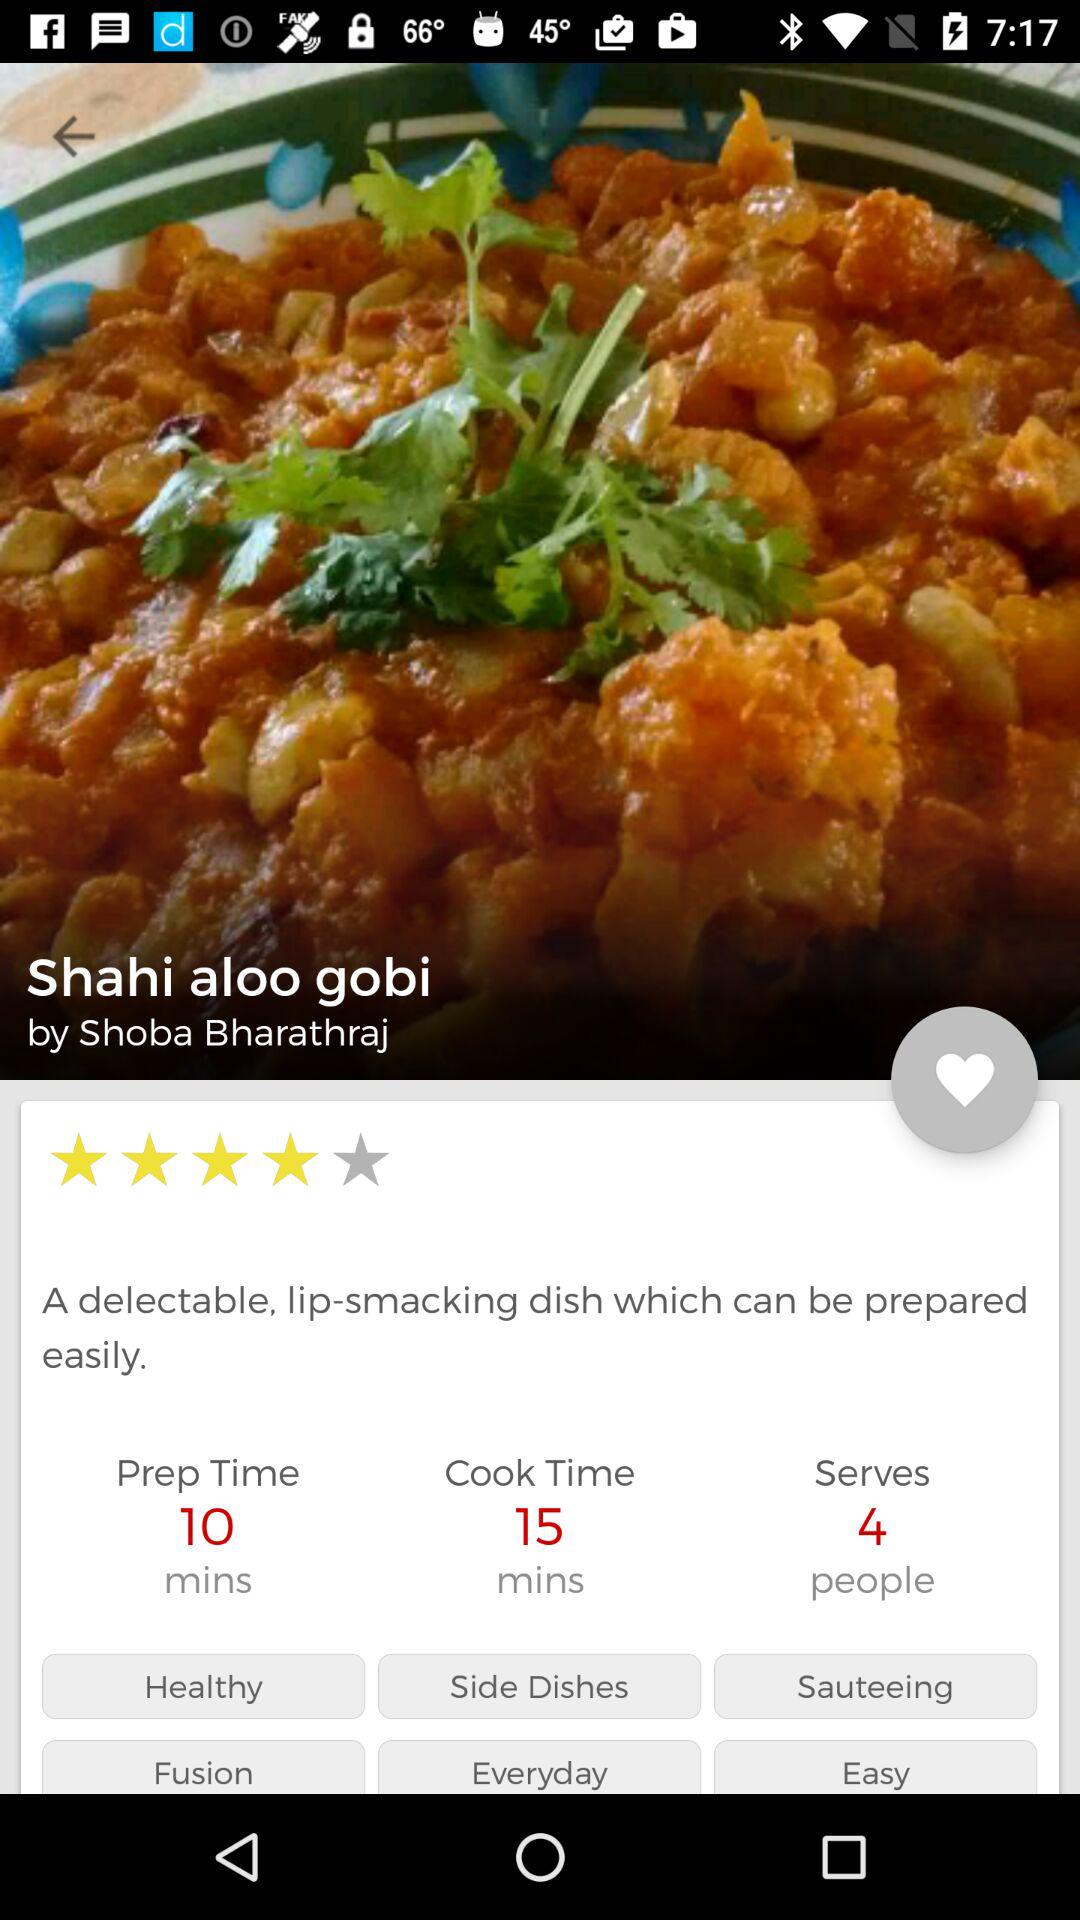 FAKE 66° 45° 7:17
Shahi aloo gobi
by Shoba Bharathraj
A delectable, lip-smacking dish which can be prepared
easily.
Prep Time Cook Time Serves
10 15 4
mins mins people
Healthy Side Dishes Sauteeing
Fusion Everyday Easy